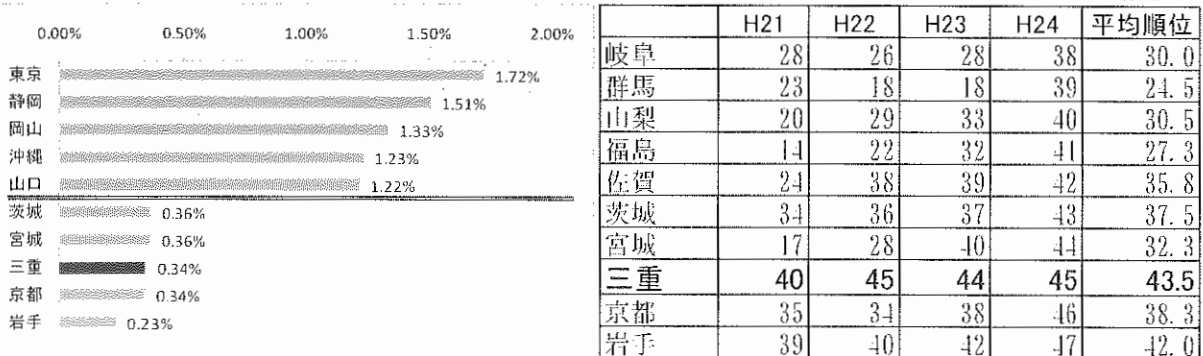 0.00% 0.50% 1.00% 1.50% 2.00%
東京 1.72%
静岡 1.51%
岡山 1.33%
沖縄 1.23%
山口 1.22%
茨城 0.36%
宮城 0.36%
三重 0.34%
京都 0.34%
岩手 0.23%
H21 H22 H23 H24 平均順位
岐阜 28 26 28 38 30.0
群馬 23 18 18 39 24.5
山梨 20 29 33 40 30.5
福島 14 22 32 41 27.3
佐賀 24 38 39 42 35.8
茨城 34 36 37 43 37.5
宮城 17 28 40 44 32.3
三重 40 45 44 45 43.5
京都 35 34 38 46 38.3
岩手 39 40 42 47 42.0